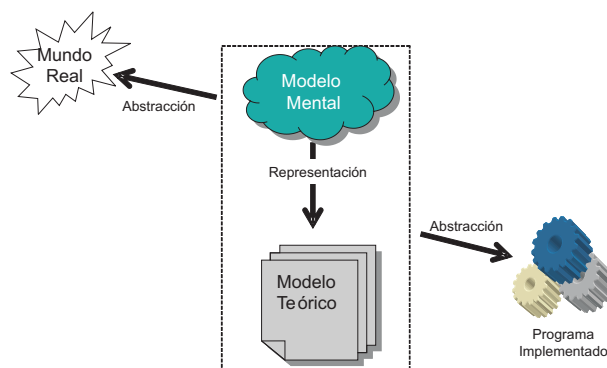 Mundo
Real
Abstracción
Modelo
Mental
Representación
Abstracción
Modelo
Teórico
Programa
Implementado